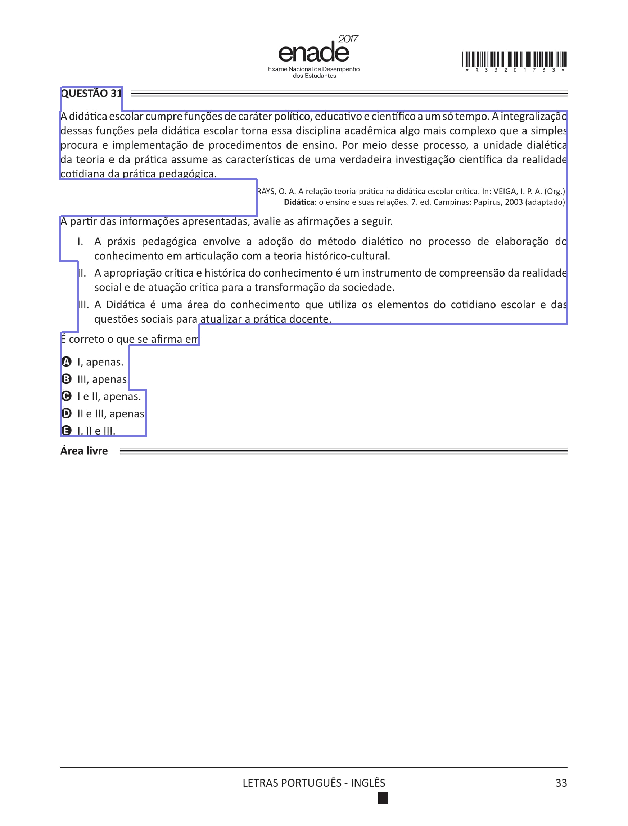 enade 2017
Exame Nacional de Desempenho
dos Estudantes
*R3320175 3*
QUESTÃO 31
A didática escolar cumpre funções de caráter político, educativo e científico a um só tempo. A integralização
dessas funções pela didática escolar torna essa disciplina acadêmica algo mais complexo que a simples
procura e implementação de procedimentos de ensino. Por meio desse processo, a unidade dialética
da teoria e da prática assume as características de uma verdadeira investigação científica da realidade
cotidiana da prática pedagógica.
RAYS, O. A. A relação teoria-prática na didática escolar crítica. In: VEIGA, I. P. A. (Org.)
Didática: o ensino e suas relações. 7. ed. Campinas: Papirus, 2003 (adaptado)
A partir das informações apresentadas, avalie as afirmações a seguir.
I. A práxis pedagógica envolve a adoção do método dialético no processo de elaboração do
conhecimento em articulação com a teoria histórico-cultural.
II. A apropriação crítica e histórica do conhecimento é um instrumento de compreensão da realidade
social e de atuação crítica para a transformação da sociedade.
III. A Didática é uma área do conhecimento que utiliza os elementos do cotidiano escolar e das
questões sociais para atualizar a prática docente.
É correto o que se afirma em
A I, apenas.
B III, apenas
C I e II, apenas.
D II e III, apenas
E I, II e III.
Área livre
LETRAS PORTUGUÊS - INGLÊS
33